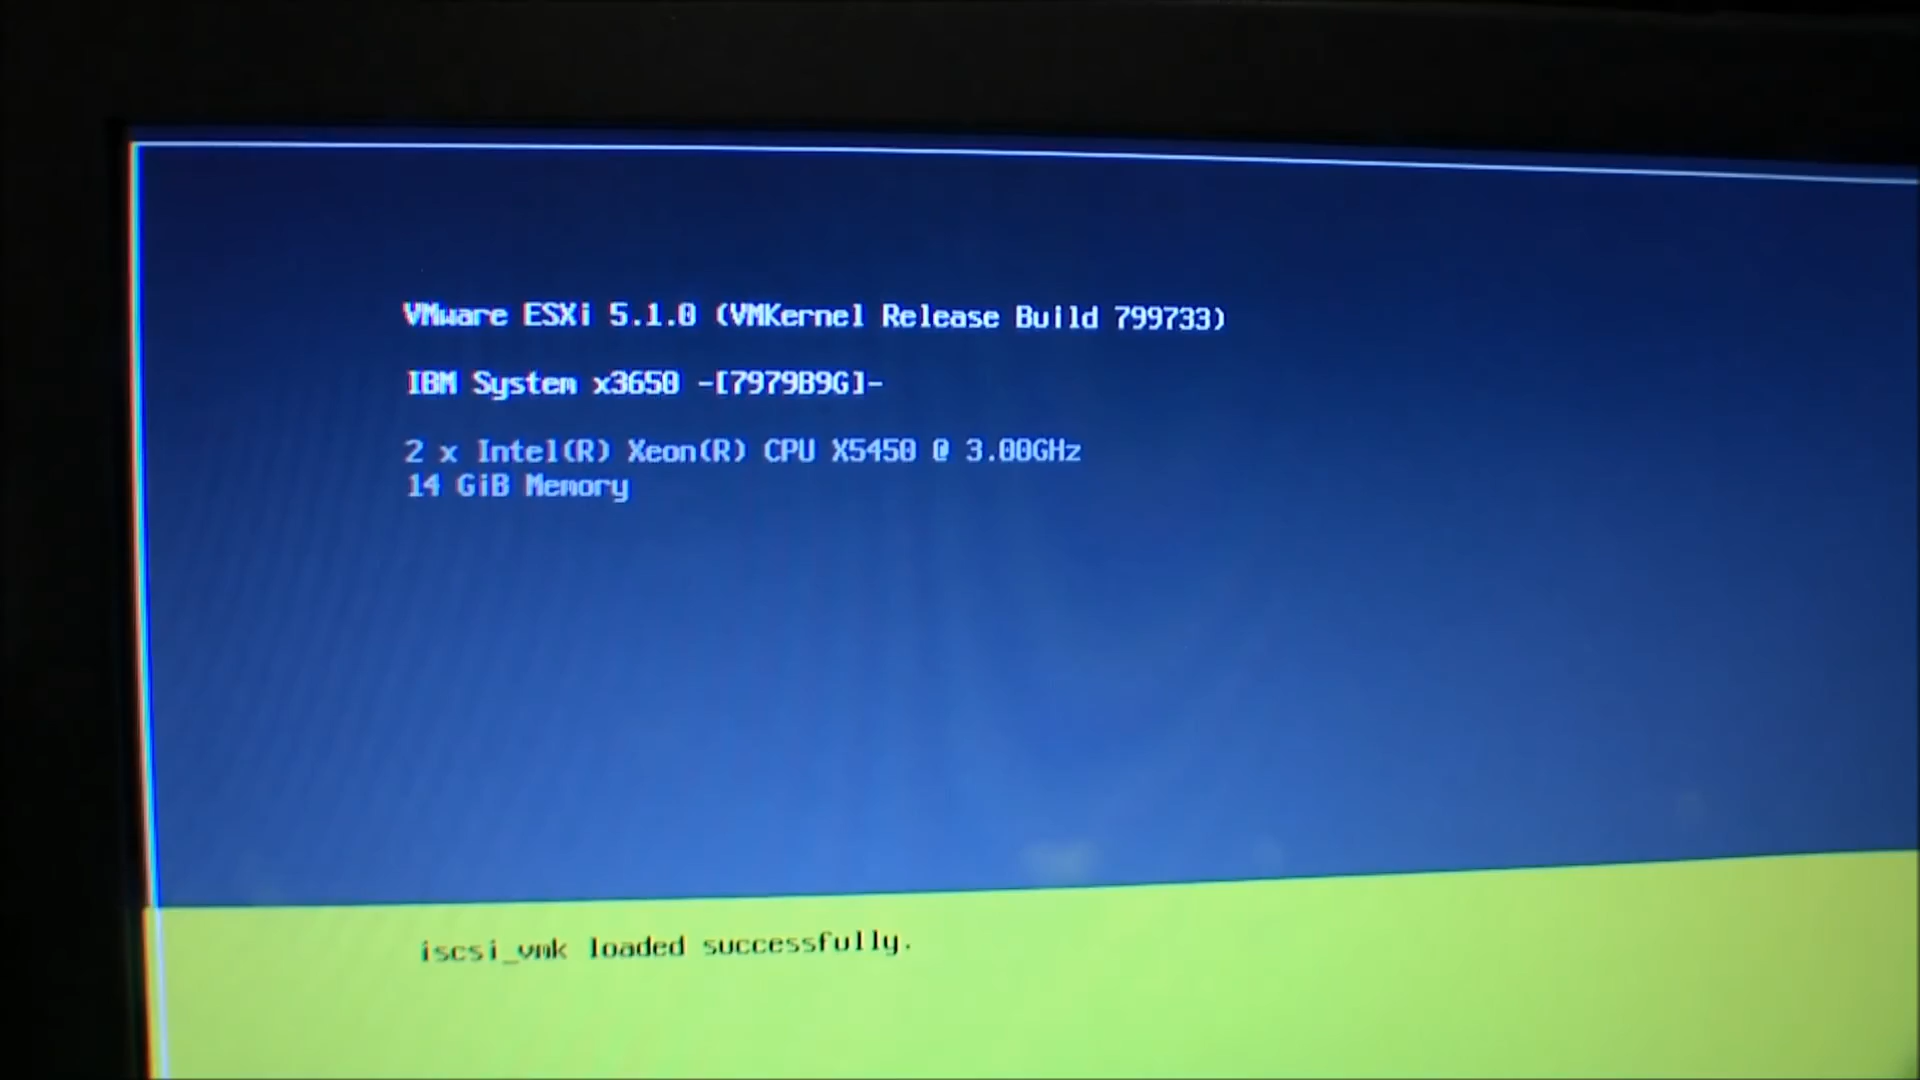 VMware ESXi 5.1.0 (VMKernel Release Build 799733)
IBM System x3650 -[7979B9G]-
2 x Intel(R) Xeon(R) CPU X5450 @ 3.00GHz
14 GiB Memory
iscsi_vmk loaded successfully.